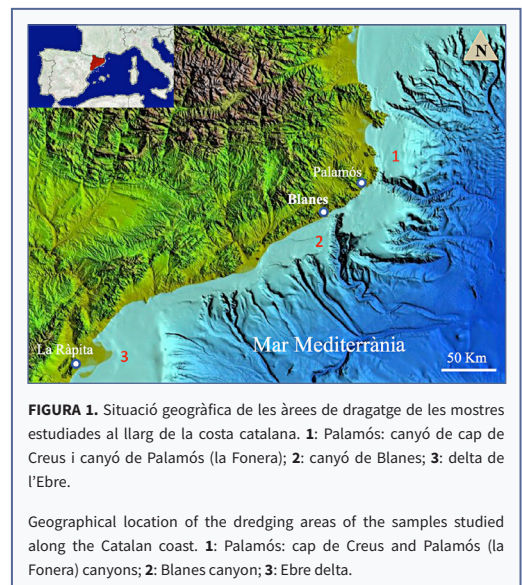 N
1
Palamós
Blanes
2
La Ràpita
3
Mar Mediterrània
50 Km
FIGURA 1. Situació geogràfica de les àrees de dragatge de les mostres
estudiades al llarg de la costa catalana. 1: Palamós: canyó de cap de
Creus i canyó de Palamós (la Fonera); 2: canyó de Blanes; 3: delta de
l’Ebre.
Geographical location of the dredging areas of the samples studied
along the Catalan coast. 1: Palamós: cap de Creus and Palamós (la
Fonera) canyons; 2: Blanes canyon; 3: Ebre delta.